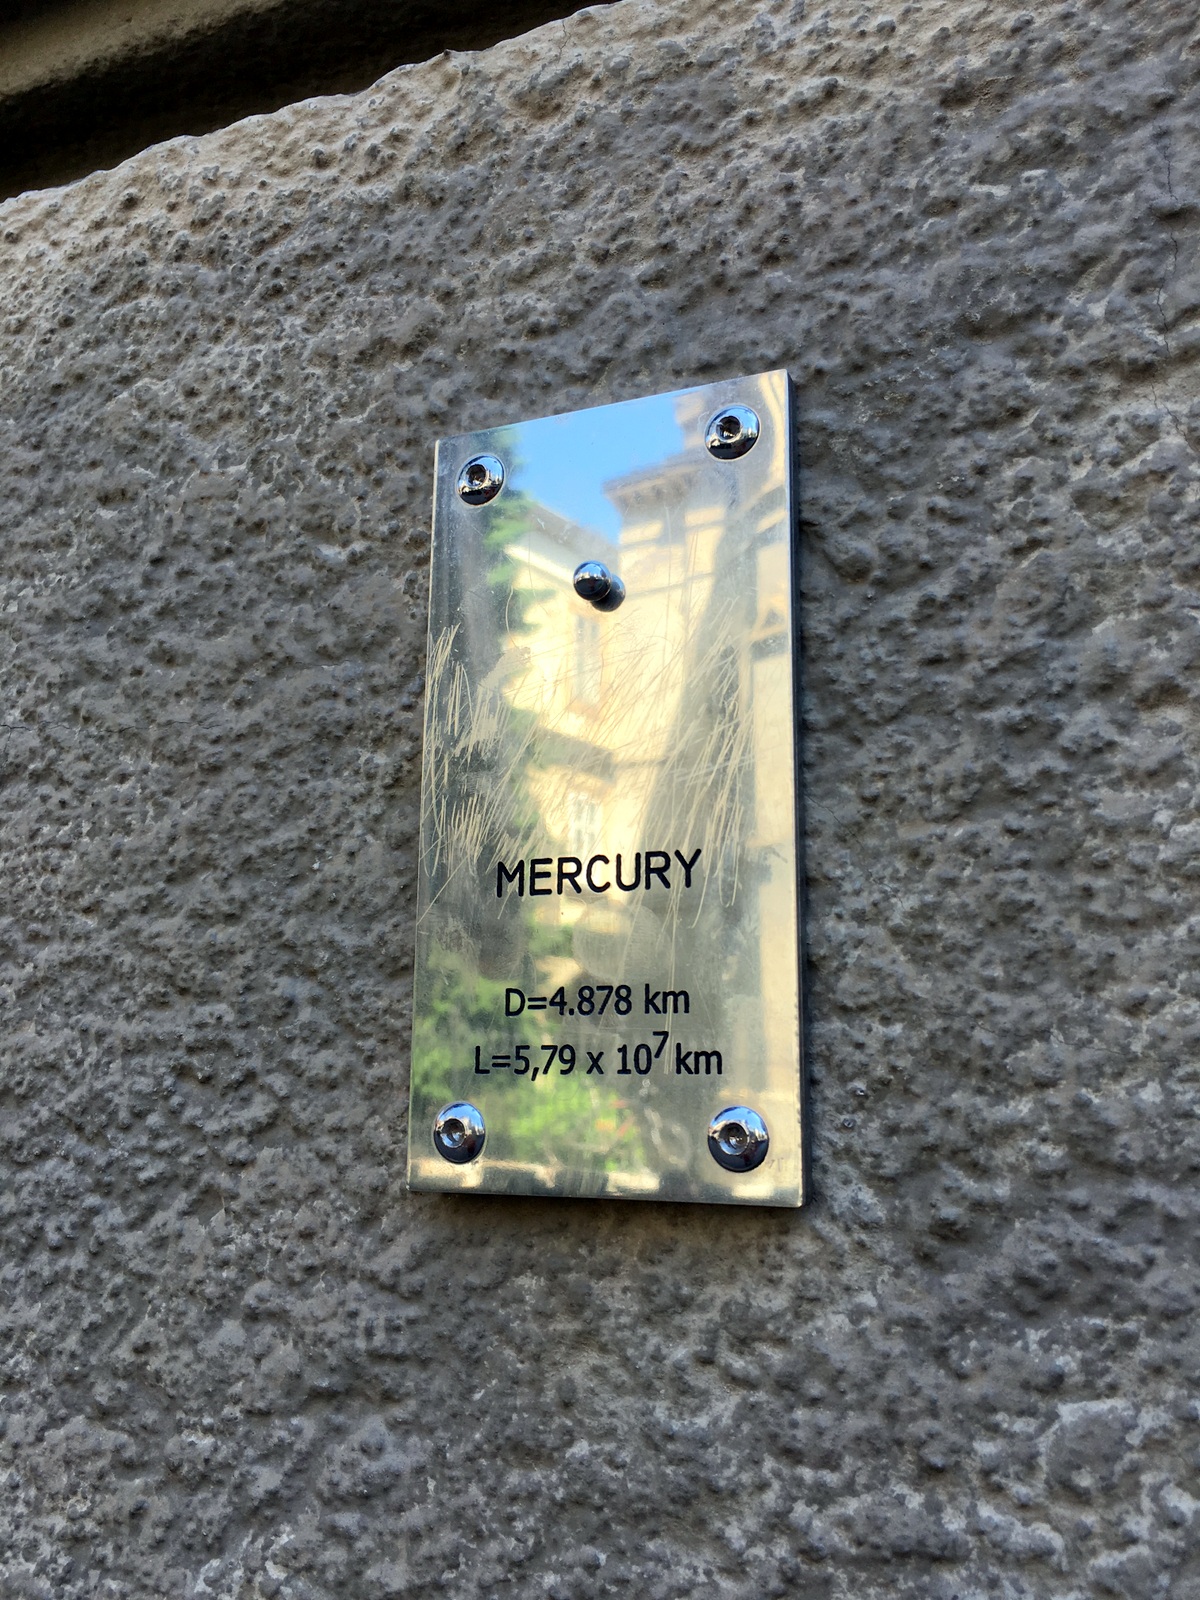 MERCURY
D=4.878 km
L=5,79 x 10⁷ km